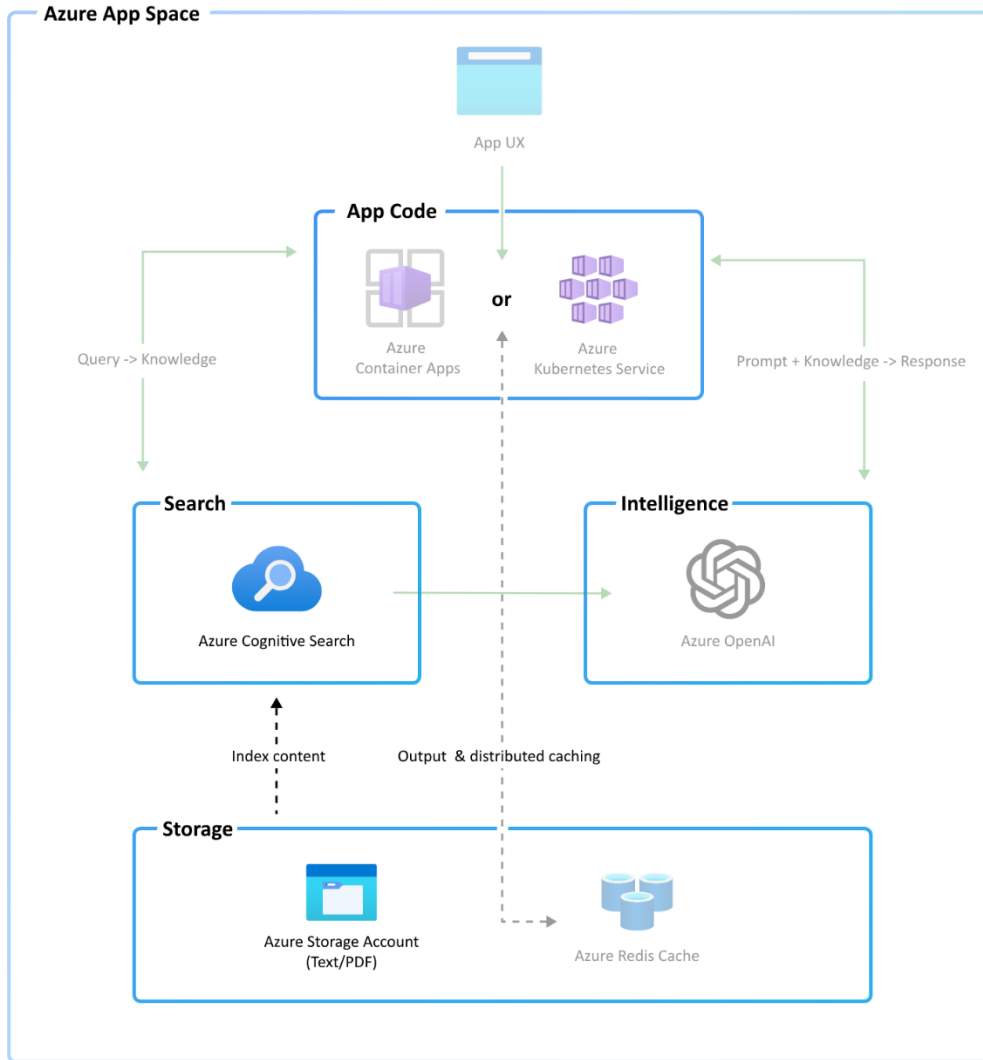 Azure App Space
App UX
App Code
or
Azure
Container Apps
Azure
Kubernetes Service
Query -> Knowledge
Prompt + Knowledge -> Response
Search
Intelligence
Azure Cognitive Search
Azure OpenAI
Index content
Output & distributed caching
Storage
Azure Storage Account
(Text/PDF)
Azure Redis Cache